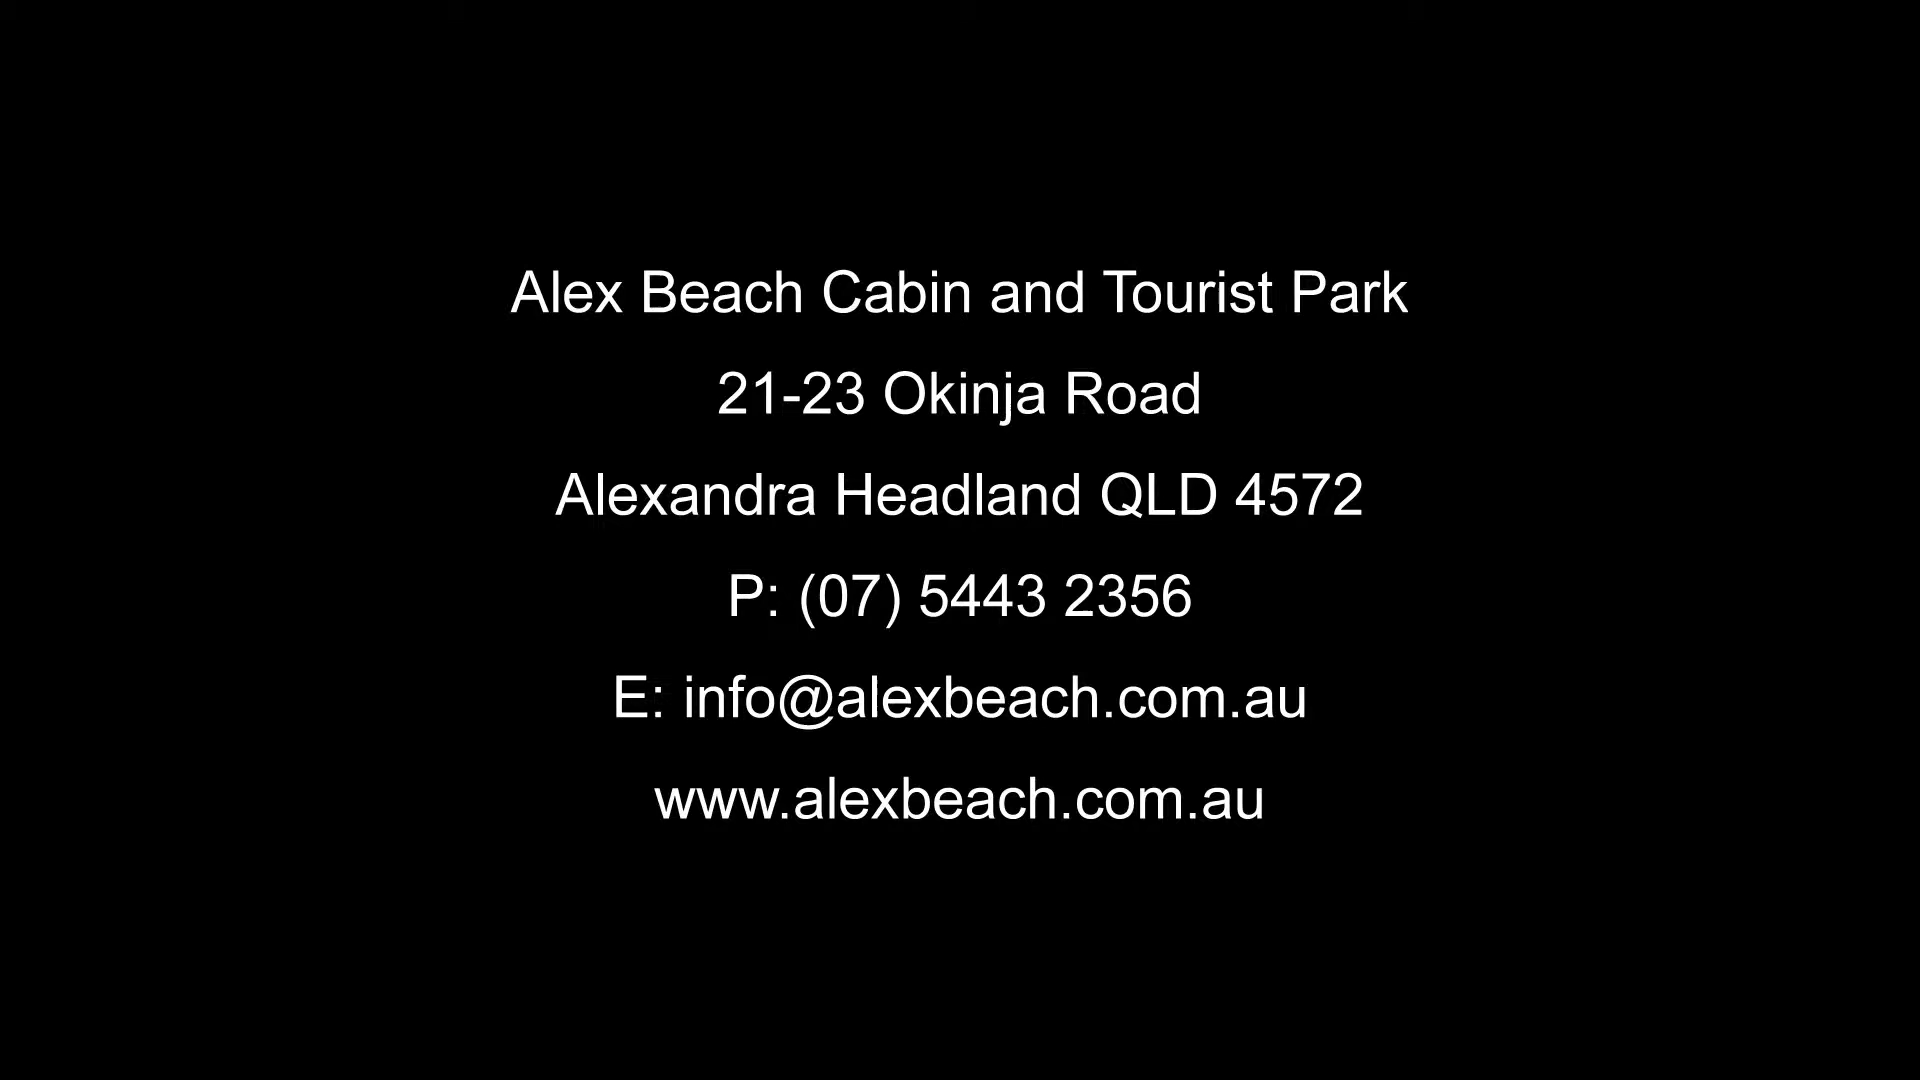 Alex Beach Cabin and Tourist Park
21-23 Okinja Road
Alexandra Headland QLD 4572
P: (07) 5443 2356
E: info@alexbeach.com.au
www.alexbeach.com.au